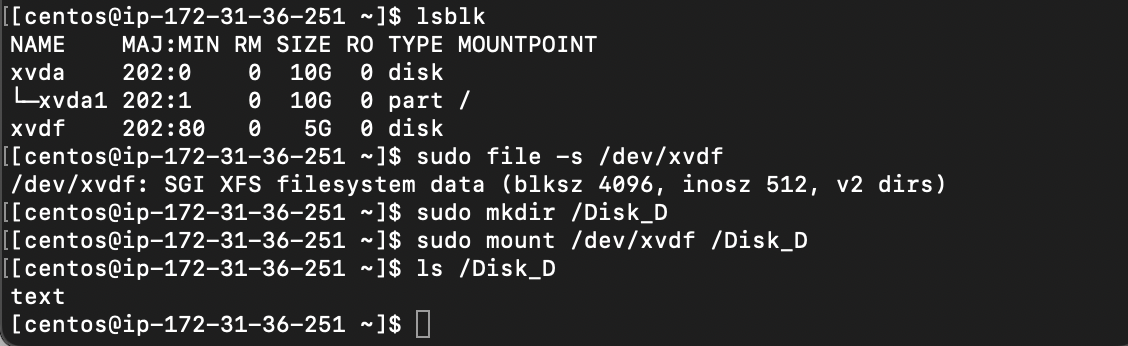 [[centos@ip-172-31-36-251 ~]$ lsblk
NAME    MAJ:MIN RM SIZE RO TYPE MOUNTPOINT
xvda    202:0    0  10G  0 disk
└─xvda1 202:1    0  10G  0 part /
xvdf    202:80   0   5G  0 disk
[[centos@ip-172-31-36-251 ~]$ sudo file -s /dev/xvdf
/dev/xvdf: SGI XFS filesystem data (blksz 4096, inosz 512, v2 dirs)
[[centos@ip-172-31-36-251 ~]$ sudo mkdir /Disk_D
[[centos@ip-172-31-36-251 ~]$ sudo mount /dev/xvdf /Disk_D
[[centos@ip-172-31-36-251 ~]$ ls /Disk_D
text
[centos@ip-172-31-36-251 ~]$